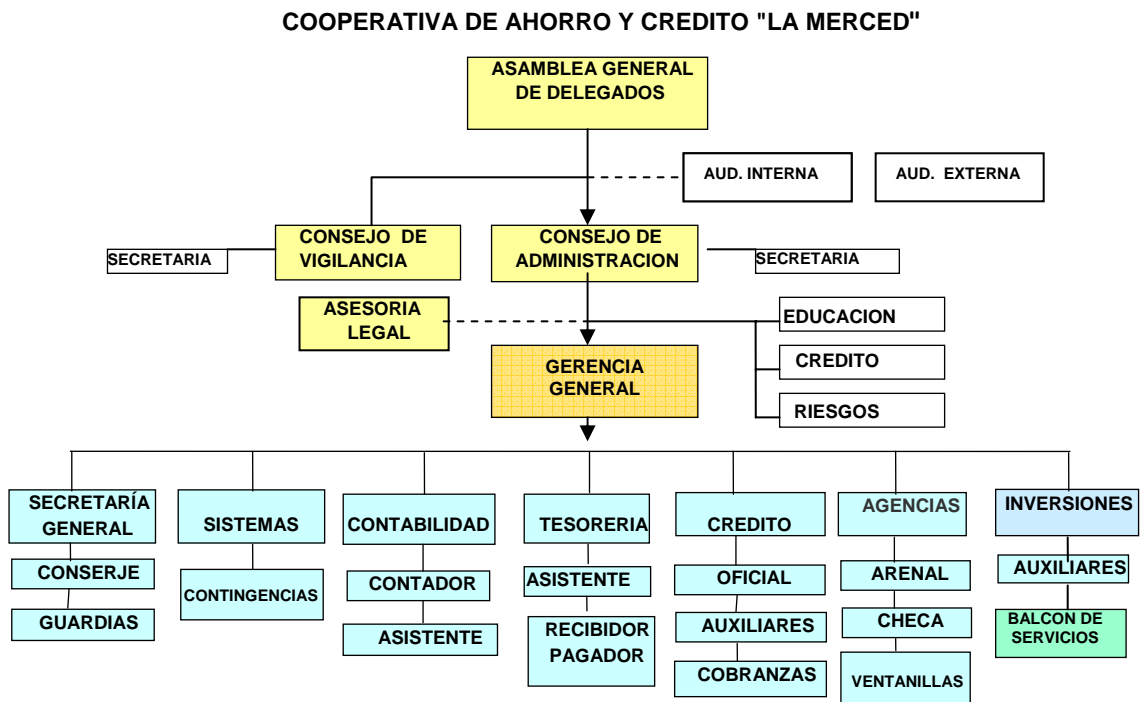 COOPERATIVA DE AHORRO Y CREDITO "LA MERCED"
ASAMBLEA GENERAL
DE DELEGADOS
AUD. INTERNA
AUD. EXTERNA
SECRETARIA
CONSEJO DE
VIGILANCIA
CONSEJO DE
ADMINISTRACION
SECRETARIA
ASESORIA
LEGAL
EDUCACION
CREDITO
RIESGOS
GERENCIA
GENERAL
SECRETARÍA
GENERAL
SISTEMAS
CONTABILIDAD
TESORERIA
CREDITO
AGENCIAS
INVERSIONES
CONSERJE
GUARDIAS
CONTINGENCIAS
CONTADOR
ASISTENTE
ASISTENTE
RECIBIDOR
PAGADOR
OFICIAL
AUXILIARES
COBRANZAS
ARENAL
CHECA
VENTANILLAS
AUXILIARES
BALCON DE
SERVICIOS